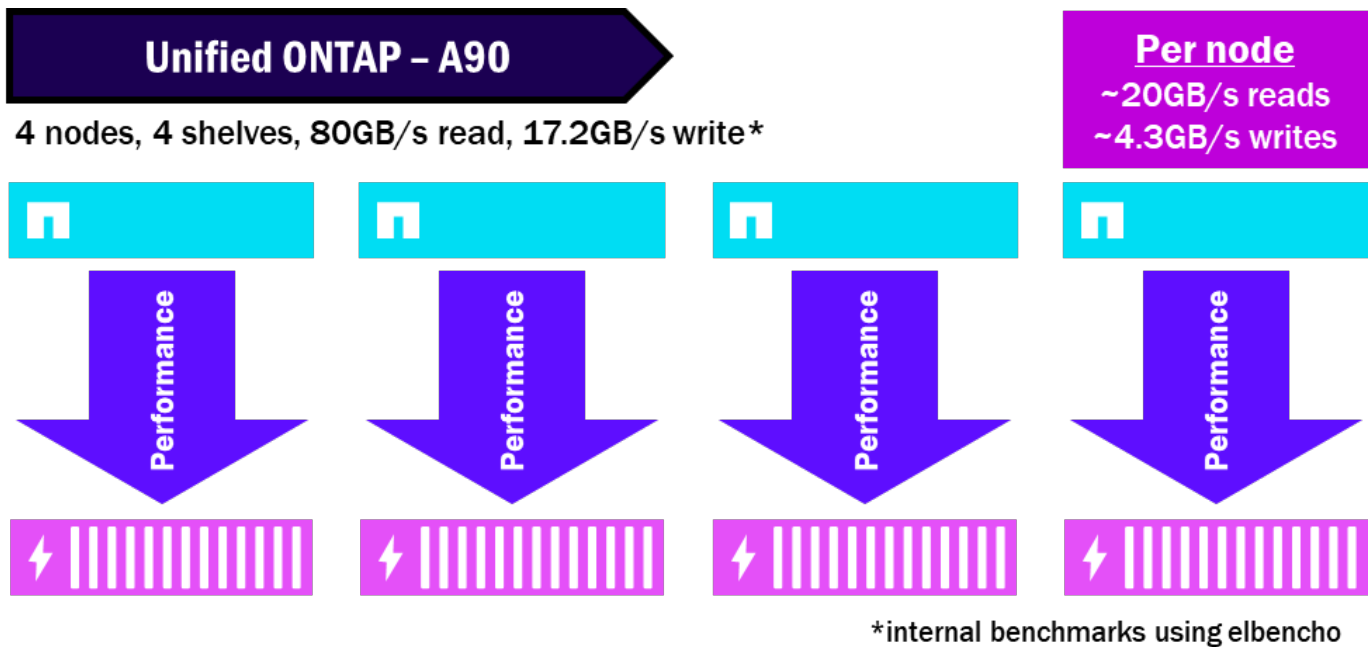 Unified ONTAP – A90
Per node
~20GB/s reads
~4.3GB/s writes
4 nodes, 4 shelves, 80GB/s read, 17.2GB/s write*
Performance
Performance
Performance
Performance
*internal benchmarks using elbencho